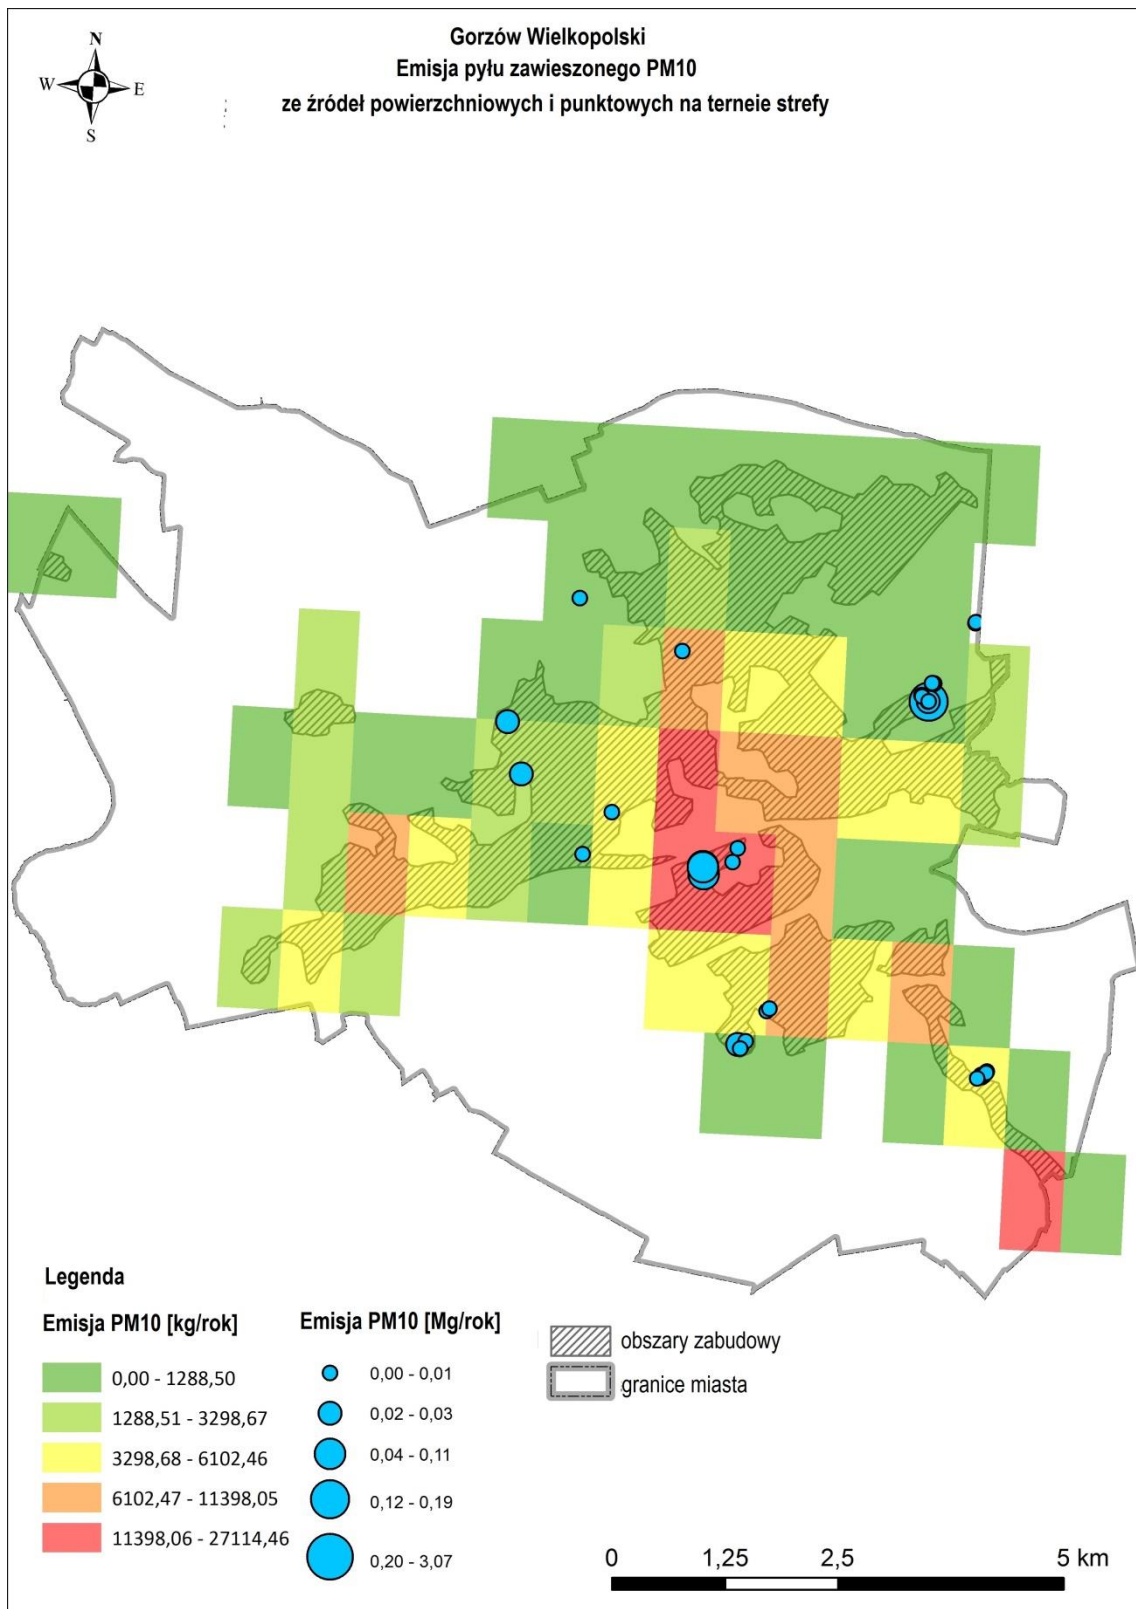 Gorzów Wielkopolski
Emisja pyłu zawieszonego PM10
ze źródeł powierzchniowych i punktowych na terneie strefy
N
W
E
S
Legenda
Emisja PM10 [kg/rok]
0,00 - 1288,50
1288,51 - 3298,67
3298,68 - 6102,46
6102,47 - 11398,05
11398,06 - 27114,46
Emisja PM10 [Mg/rok]
0,00 - 0,01
0,02 - 0,03
0,04 - 0,11
0,12 - 0,19
0,20 - 3,07
obszary zabudowy
granice miasta
0 1,25 2,5 5 km